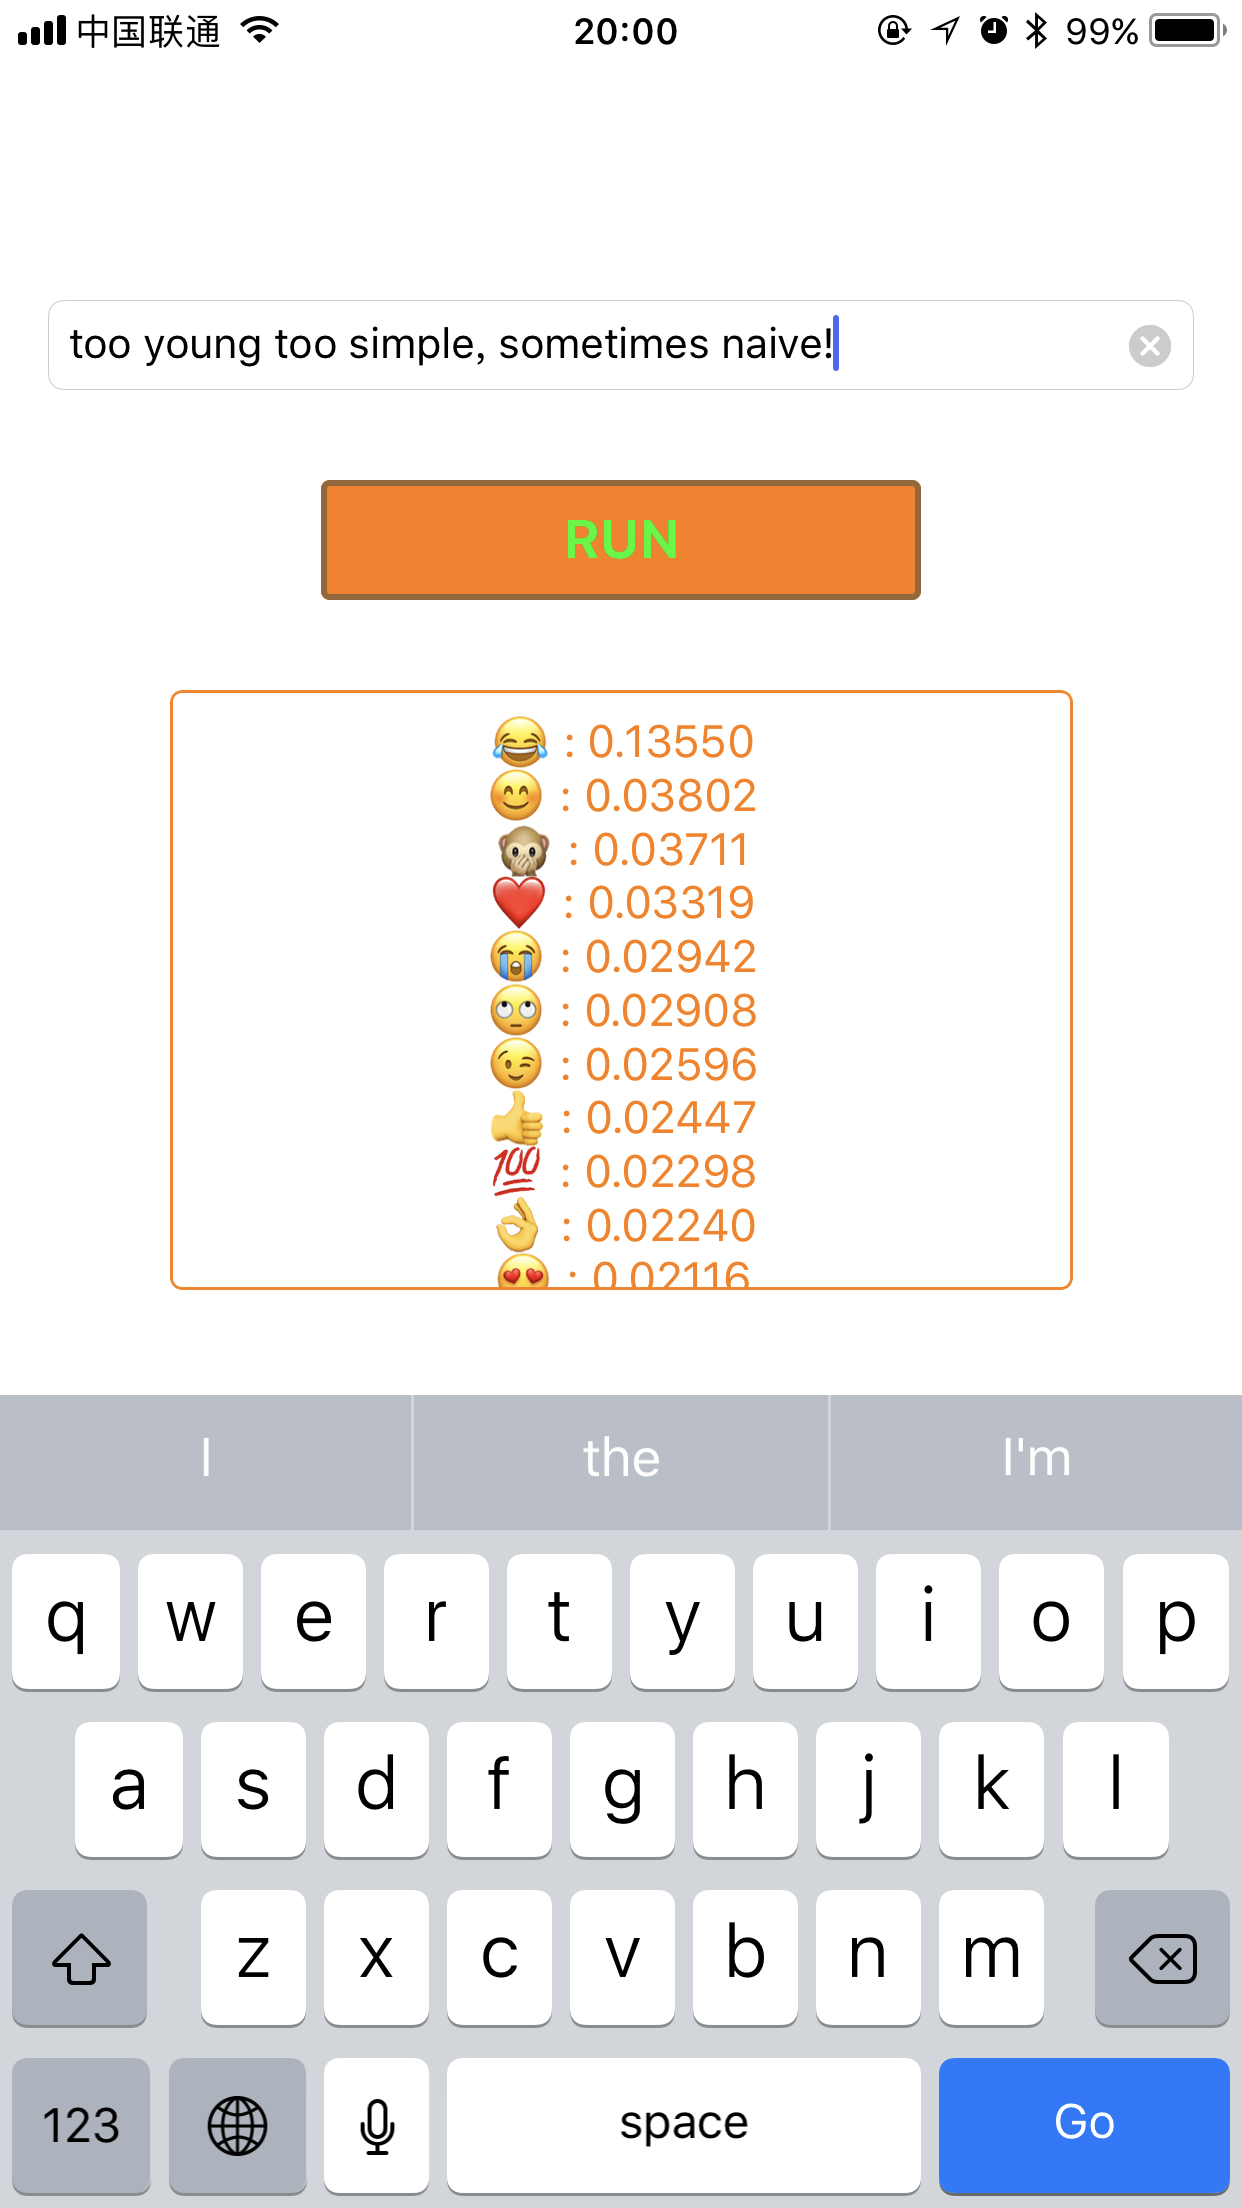 中国联通 20:00 99%
too young too simple, sometimes naive!
RUN
😂 : 0.13550
😊 : 0.03802
🙊 : 0.03711
❤️ : 0.03319
😭 : 0.02942
🙄 : 0.02908
😉 : 0.02596
👍 : 0.02447
💯 : 0.02298
👌 : 0.02240
😍 : 0.02116
I the I'm
q w e r t y u i o p
a s d f g h j k l
z x c v b n m
123 space Go